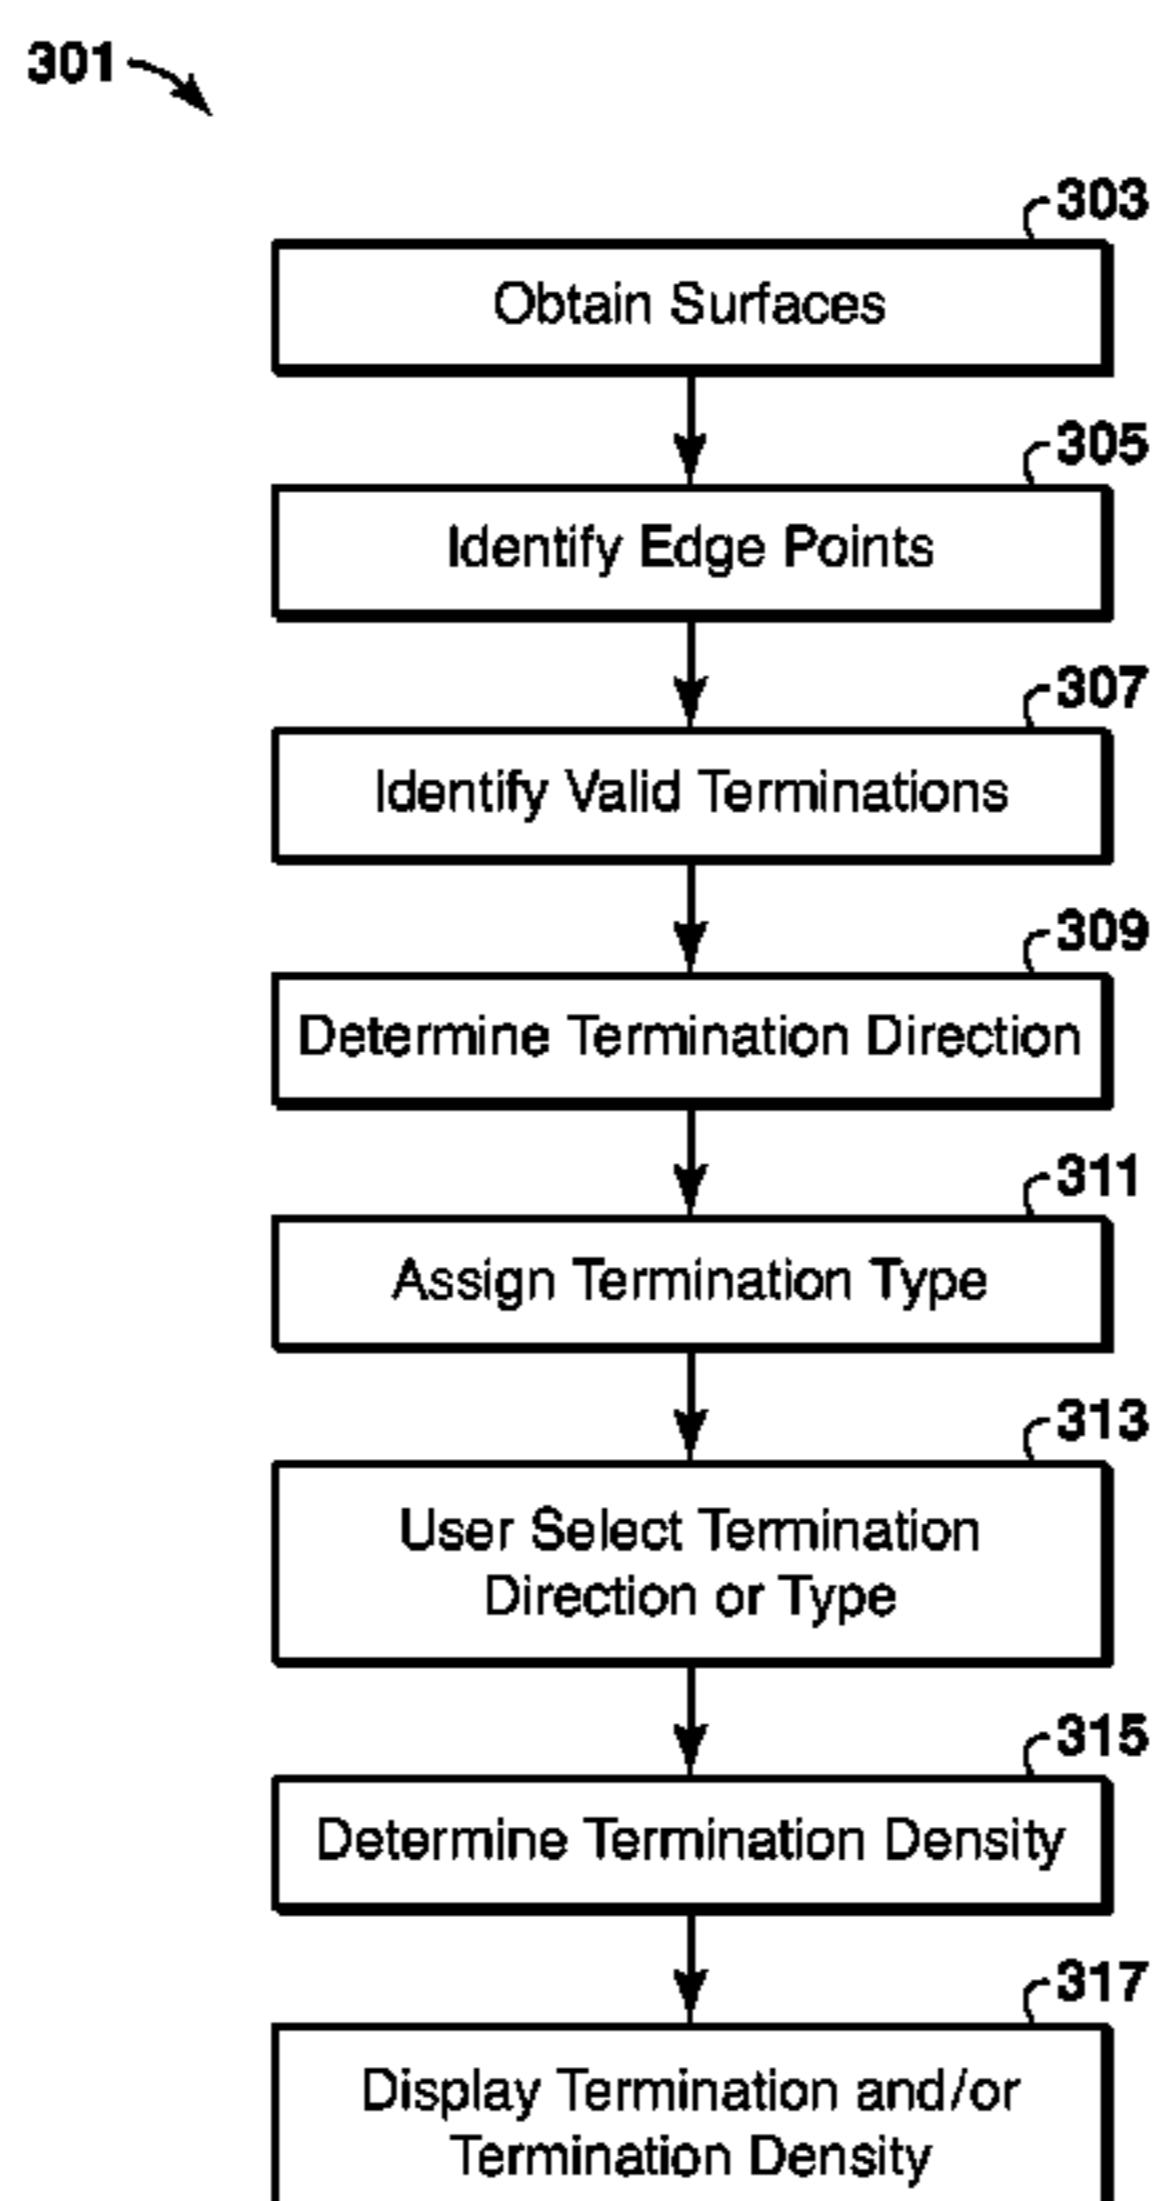 301
303
Obtain Surfaces
305
Identify Edge Points
307
Identify Valid Terminations
309
Determine Termination Direction
311
Assign Termination Type
313
User Select Termination
Direction or Type
315
Determine Termination Density
317
Display Termination and/or
Termination Density